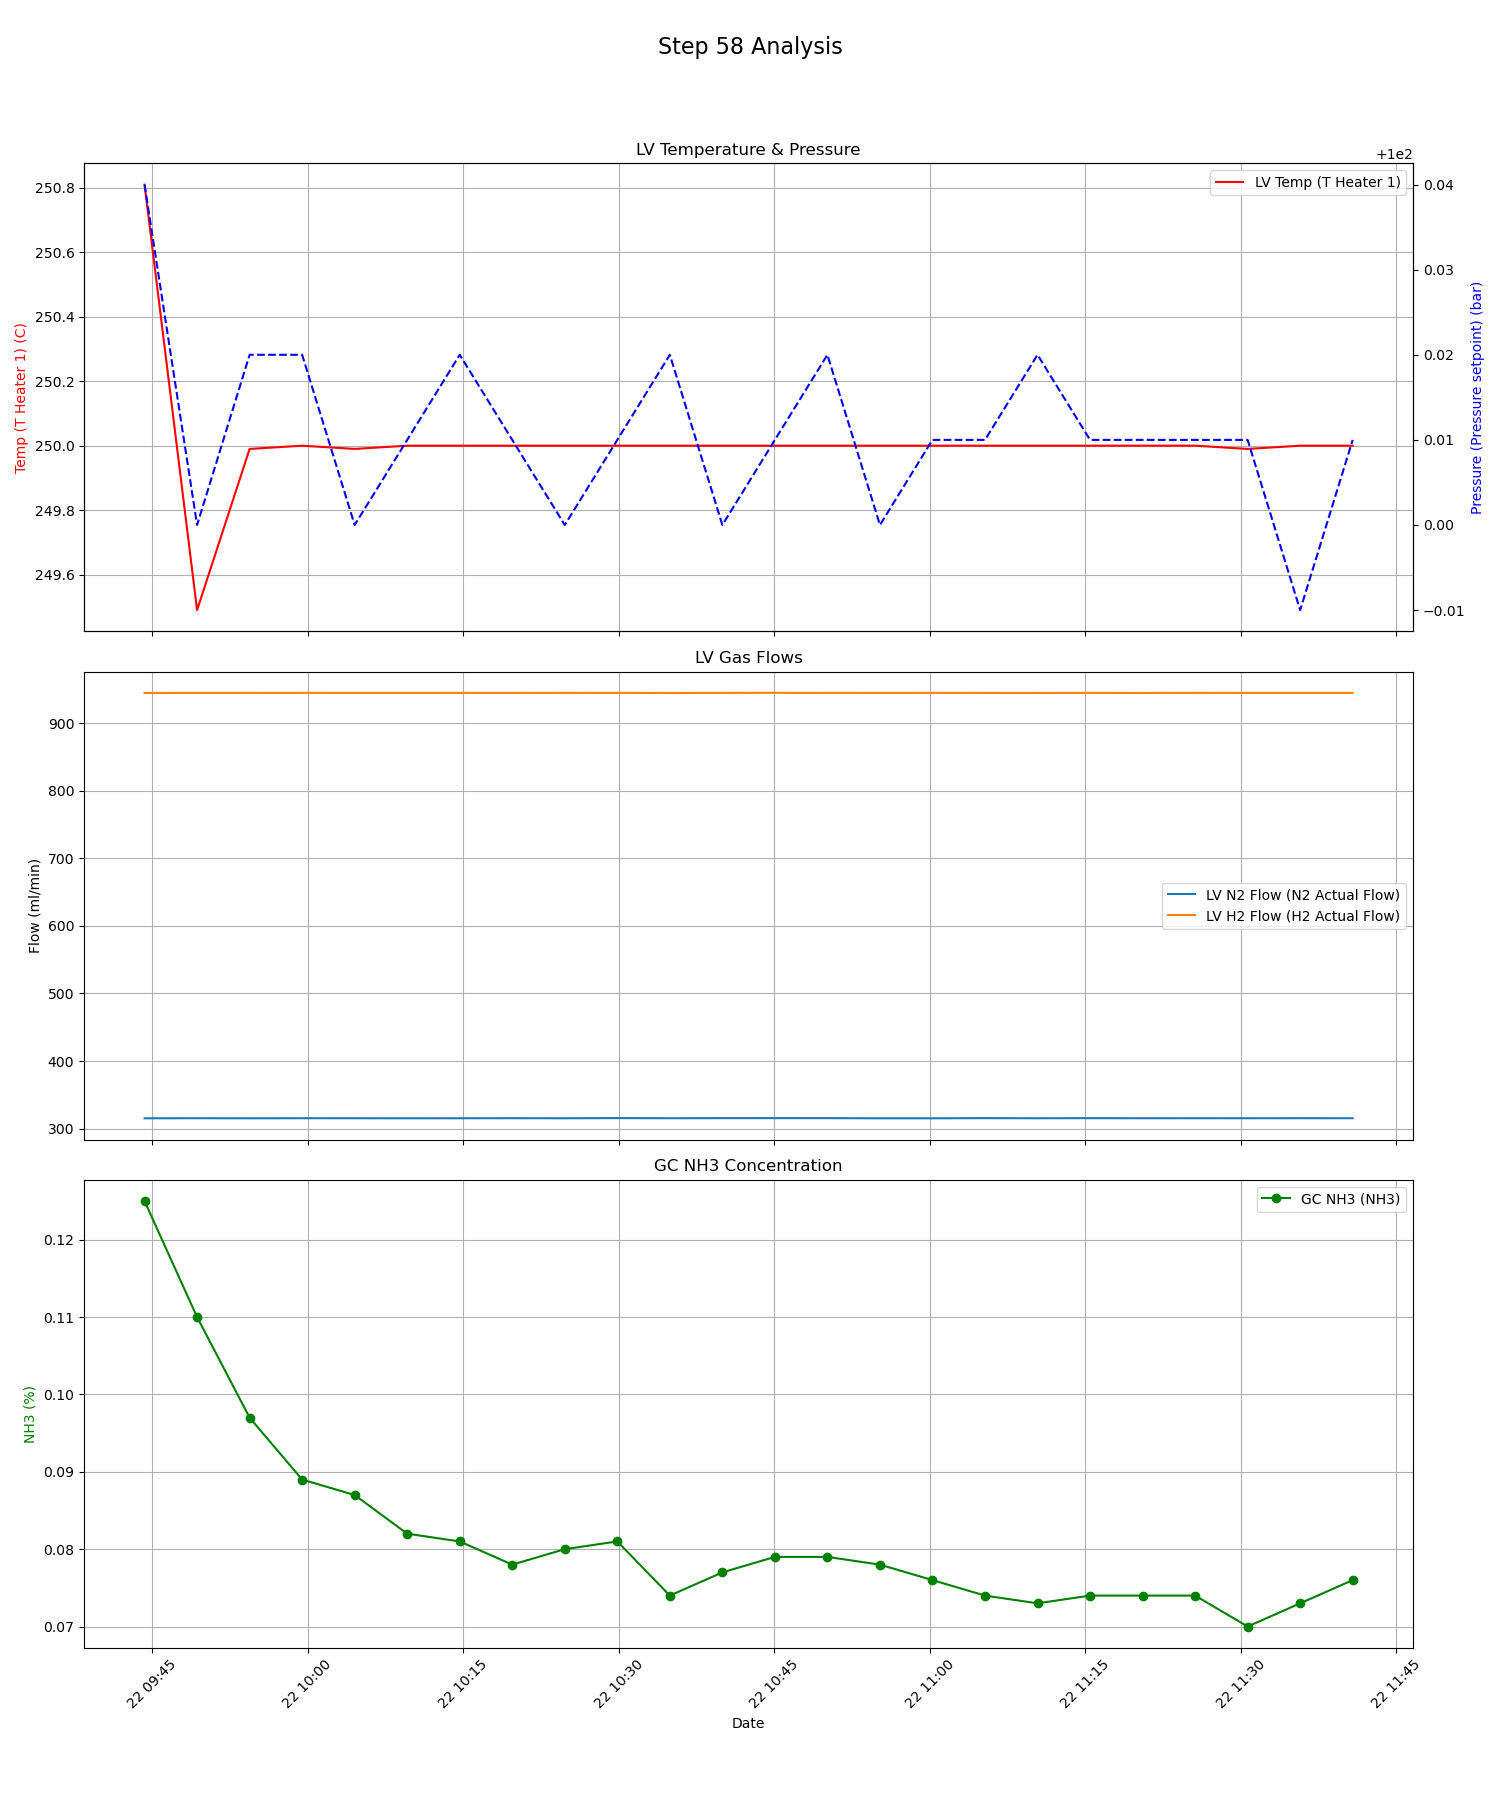 Step 58 Analysis
LV Temperature & Pressure
+1e2
LV Temp (T Heater 1)
250.8
250.6
250.4
250.2
250.0
249.8
249.6
Temp (T Heater 1) (C)
0.04
0.03
0.02
0.01
0.00
−0.01
Pressure (Pressure setpoint) (bar)
LV Gas Flows
900
800
700
600
500
400
300
Flow (ml/min)
LV N2 Flow (N2 Actual Flow)
LV H2 Flow (H2 Actual Flow)
GC NH3 Concentration
GC NH3 (NH3)
0.12
0.11
0.10
0.09
0.08
0.07
NH3 (%)
22 09:45
22 10:00
22 10:15
22 10:30
22 10:45
22 11:00
22 11:15
22 11:30
22 11:45
Date